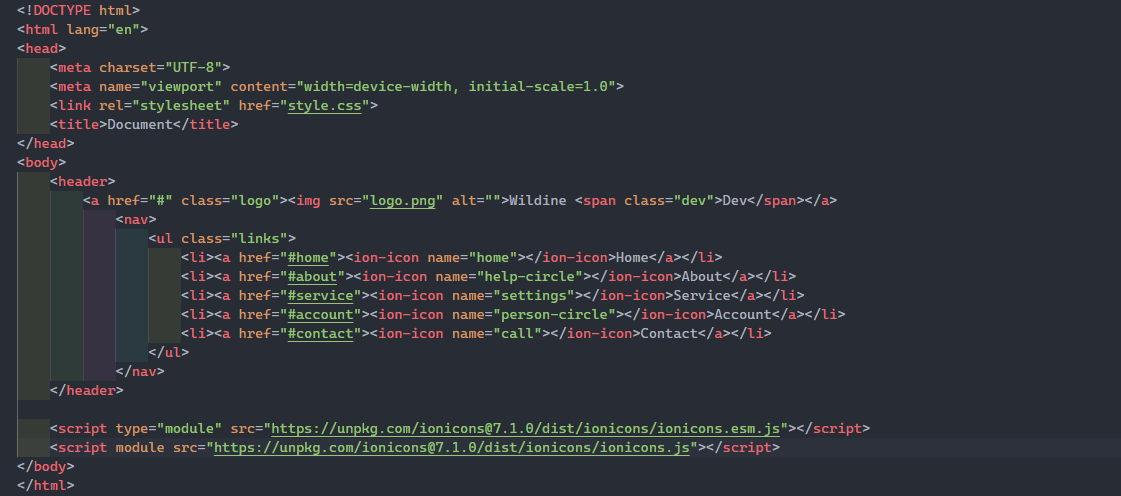 <!DOCTYPE html>
<html lang="en">
<head>
    <meta charset="UTF-8">
    <meta name="viewport" content="width=device-width, initial-scale=1.0">
    <link rel="stylesheet" href="style.css">
    <title>Document</title>
</head>
<body>
    <header>
        <a href="#" class="logo"><img src="logo.png" alt="">Wildine <span class="dev">Dev</span></a>
            <nav>
                <ul class="links">
                    <li><a href="#home"><ion-icon name="home"></ion-icon>Home</a></li>
                    <li><a href="#about"><ion-icon name="help-circle"></ion-icon>About</a></li>
                    <li><a href="#service"><ion-icon name="settings"></ion-icon>Service</a></li>
                    <li><a href="#account"><ion-icon name="person-circle"></ion-icon>Account</a></li>
                    <li><a href="#contact"><ion-icon name="call"></ion-icon>Contact</a></li>
                </ul>
            </nav>
    </header>

    <script type="module" src="https://unpkg.com/ionicons@7.1.0/dist/ionicons/ionicons.esm.js"></script>
    <script module src="https://unpkg.com/ionicons@7.1.0/dist/ionicons/ionicons.js"></script>
</body>
</html>